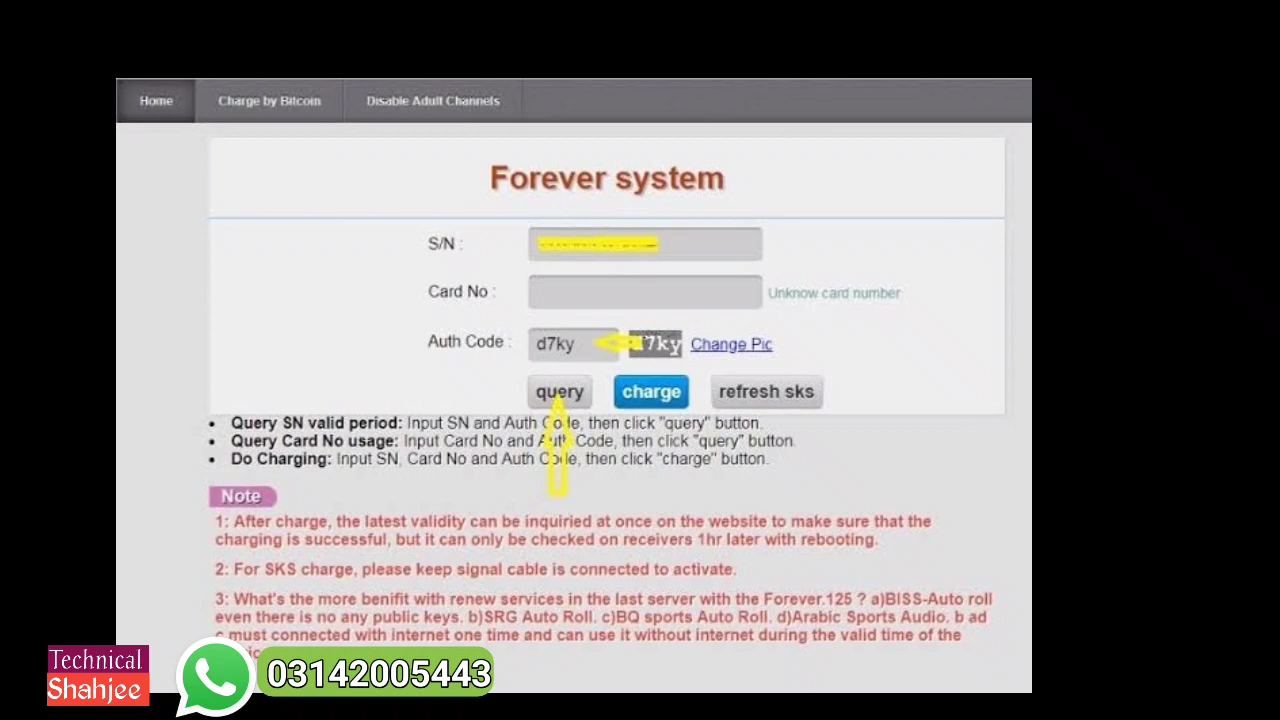 Home Charge by Bitcoin Disable Adult Channels
Forever system
S/N :
Card No : Unknow card number
Auth Code : d7ky d7ky Change Pic
query charge refresh sks
• Query SN valid period: Input SN and Auth Code, then click "query" button.
• Query Card No usage: Input Card No and Auth Code, then click "query" button.
• Do Charging: Input SN, Card No and Auth Code, then click "charge" button.
Note
1: After charge, the latest validity can be inquiried at once on the website to make sure that the
charging is successful, but it can only be checked on receivers 1hr later with rebooting.
2: For SKS charge, please keep signal cable is connected to activate.
3: What's the more benifit with renew services in the last server with the Forever.125 ? a)BISS-Auto roll
even there is no any public keys. b)SRG Auto Roll. c)BQ sports Auto Roll. d)Arabic Sports Audio. b ad
c must connected with internet one time and can use it without internet during the valid time of the
Technical
Shahjee
03142005443